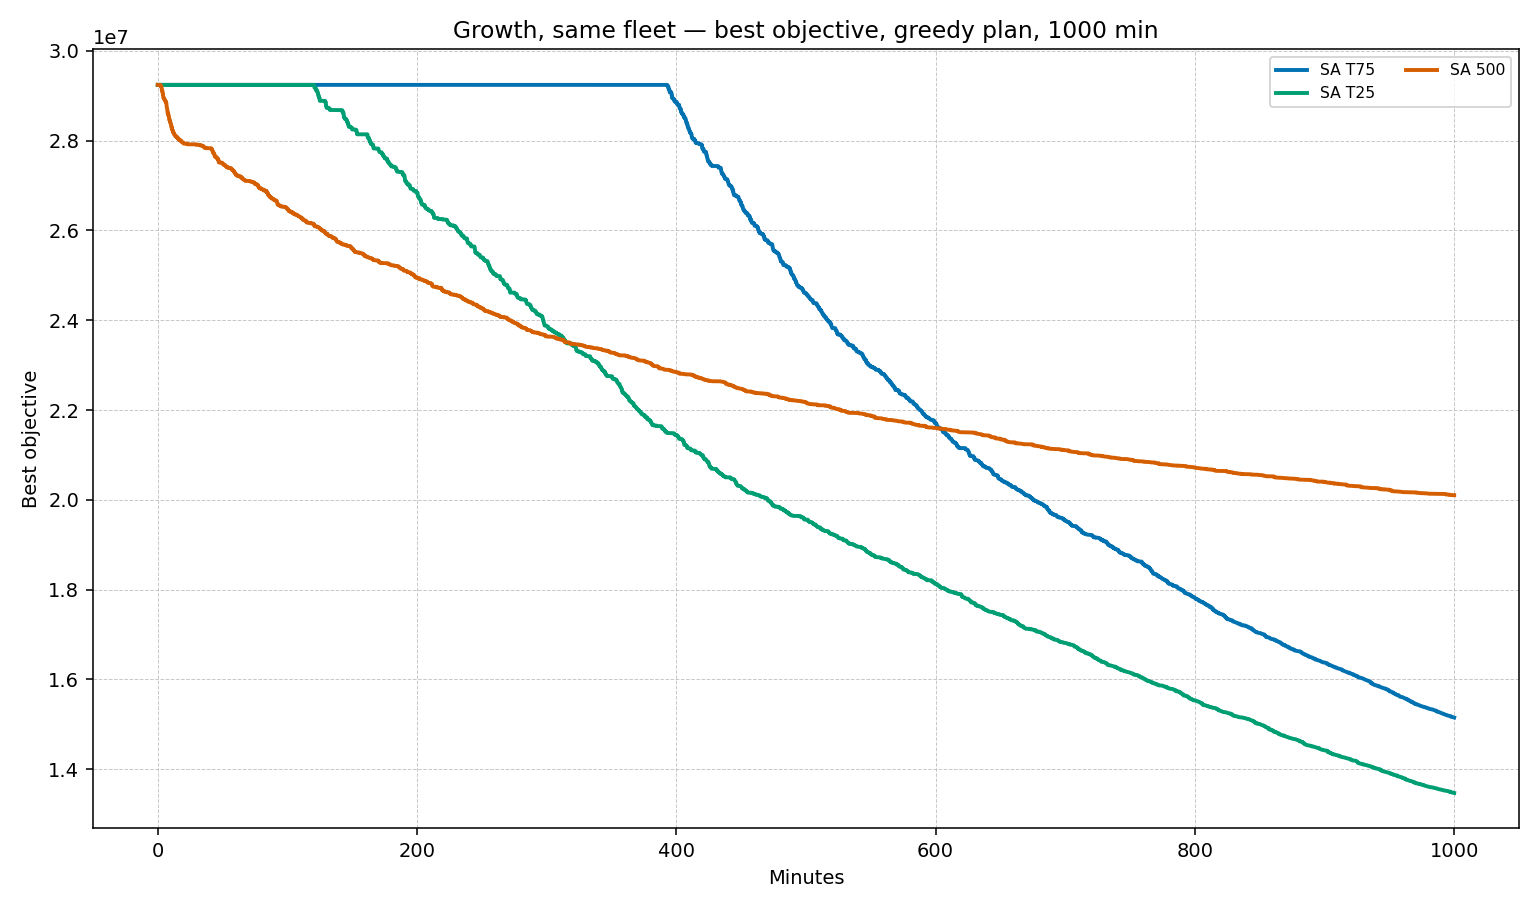 Growth, same fleet — best objective, greedy plan, 1000 min
1e7
3.0
2.8
2.6
2.4
2.2
2.0
1.8
1.6
1.4
Best objective
SA T75
SA T25
SA 500
0
200
400
600
800
1000
Minutes